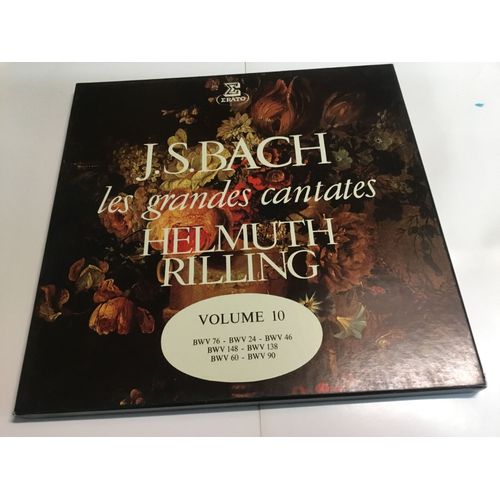 ERATO
J.S.BACH
les grandes cantates
HELMUTH
RILLING
VOLUME 10
BWV 76 - BWV 24 - BWV 46
BWV 148 - BWV 138
BWV 60 - BWV 90